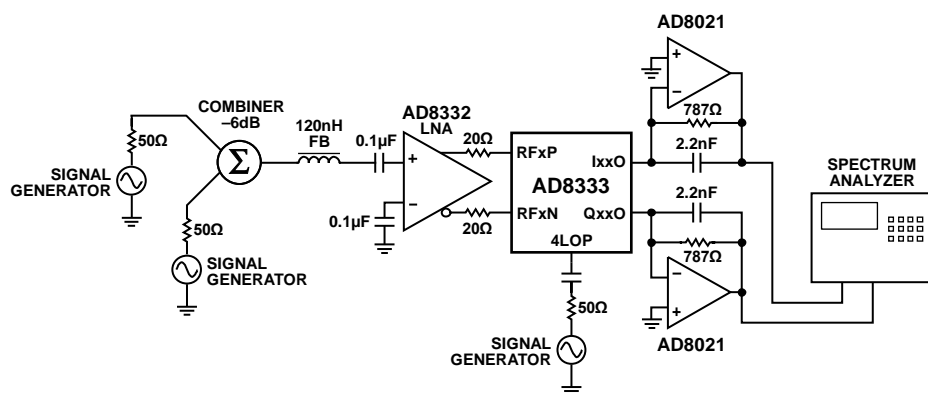 AD8021
+
–
787Ω
2.2nF
COMBINER
–6dB
50Ω
Σ
SIGNAL
GENERATOR
50Ω
SIGNAL
GENERATOR
120nH
FB
0.1µF
0.1µF
AD8332
LNA
+
–
20Ω
20Ω
RFxP
IxxO
AD8333
RFxN
QxxO
4LOP
50Ω
SIGNAL
GENERATOR
2.2nF
787Ω
–
+
AD8021
SPECTRUM
ANALYZER